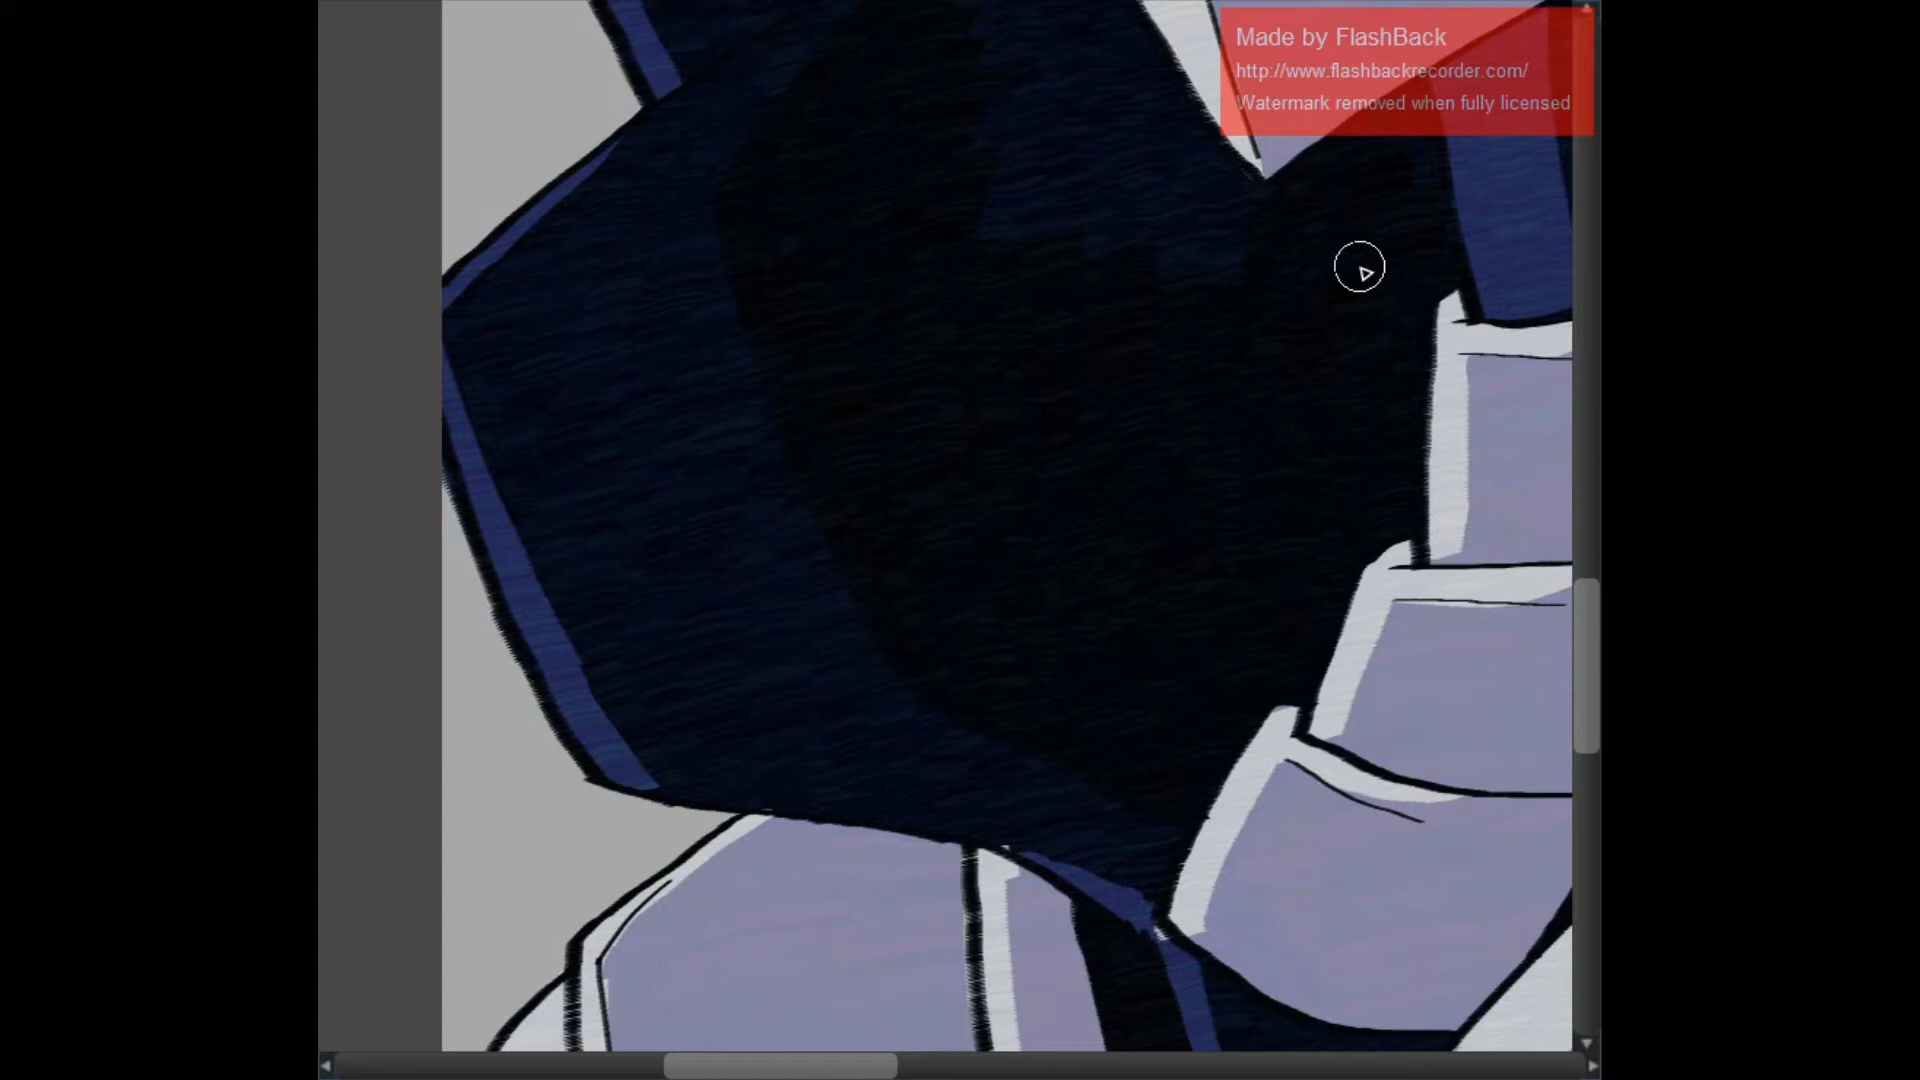 Made by FlashBack
http://www.flashbackrecorder.com/
Watermark removed when fully licensed